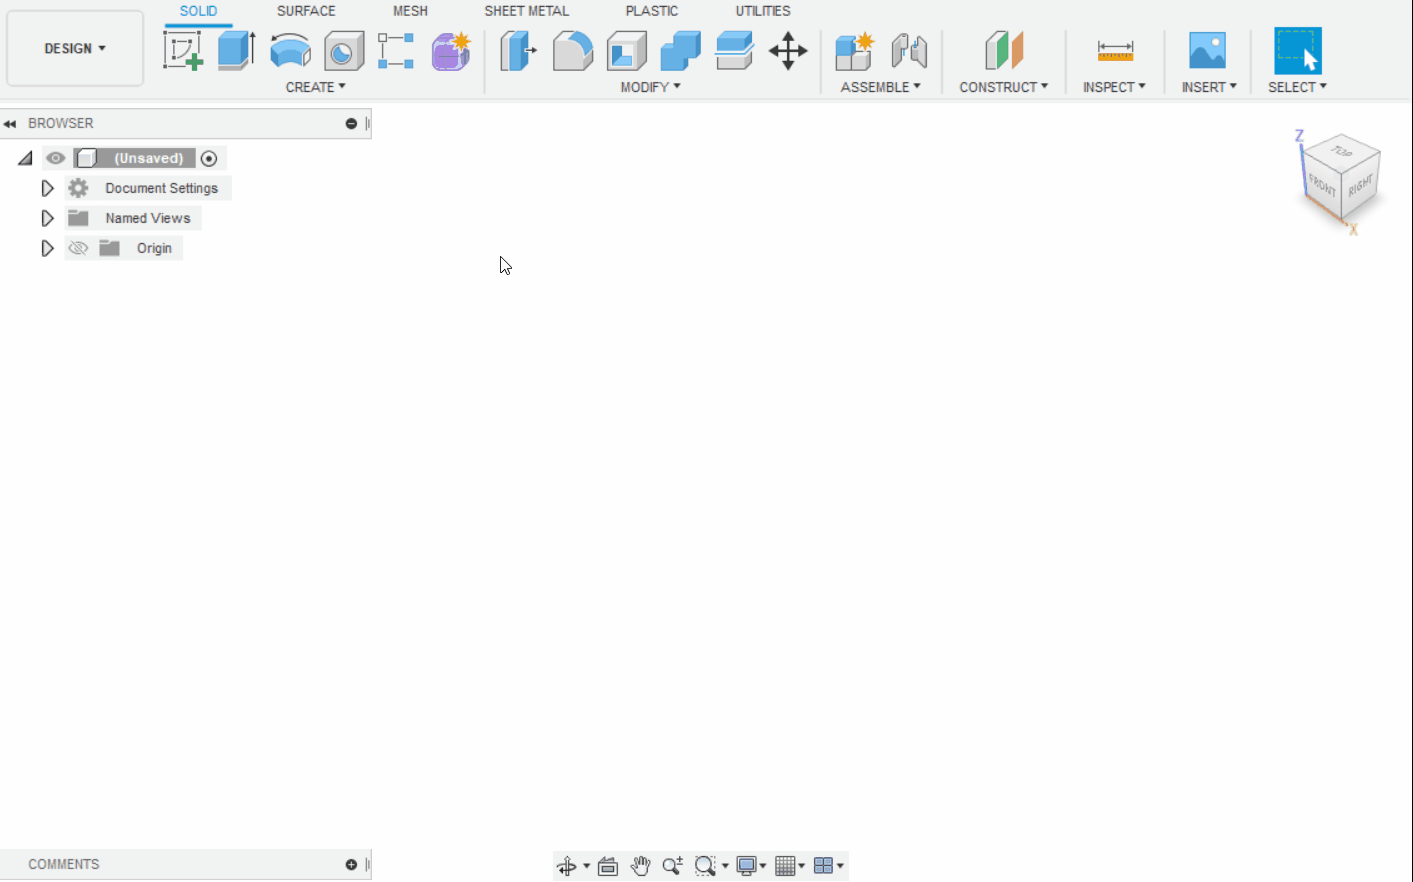 SOLID SURFACE MESH SHEET METAL PLASTIC UTILITIES
DESIGN
CREATE MODIFY ASSEMBLE CONSTRUCT INSPECT INSERT SELECT
BROWSER
(Unsaved)
Document Settings
Named Views
Origin
Z
TOP
FRONT
RIGHT
X
COMMENTS